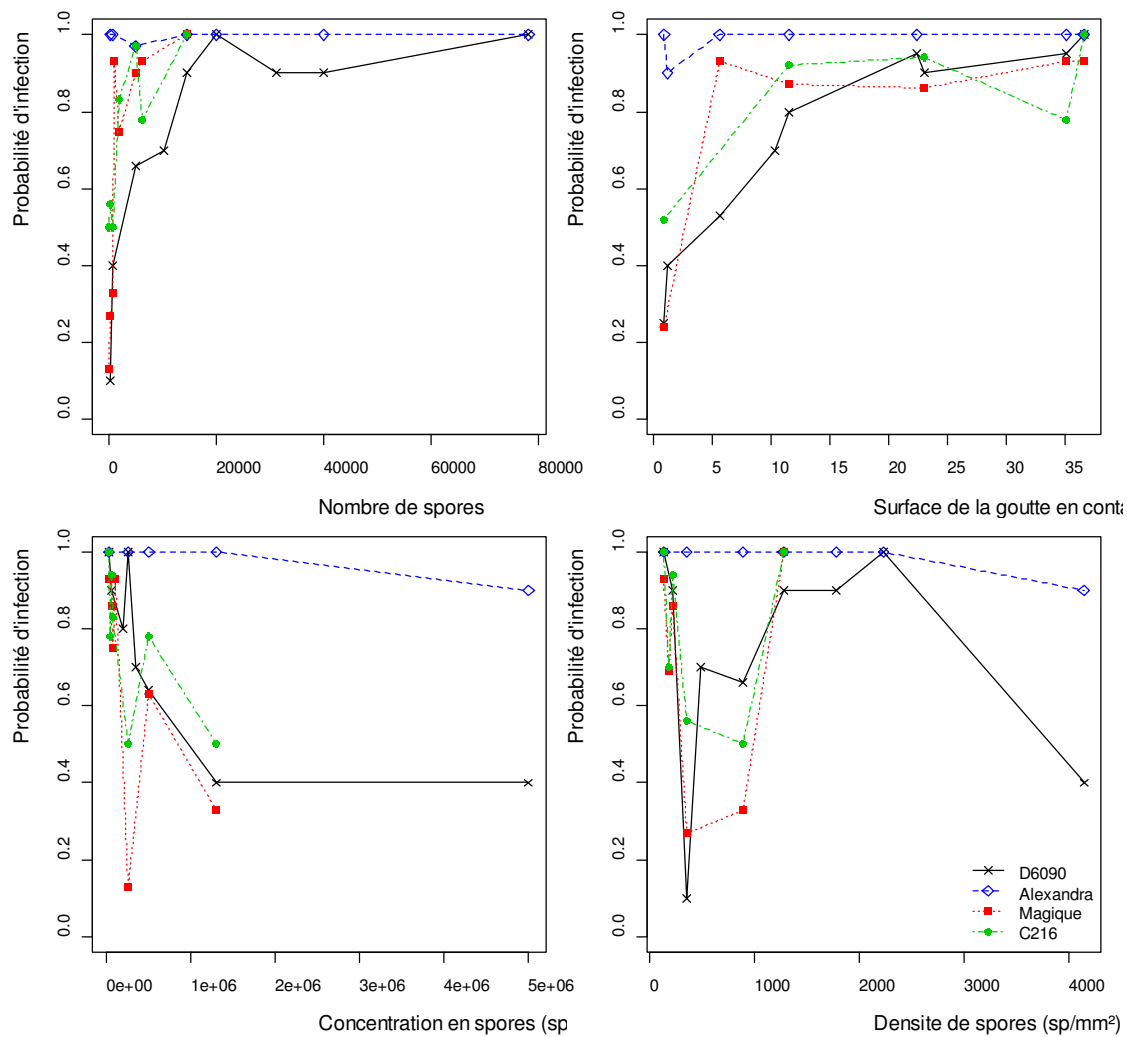 Probabilité d'infection
0.0 0.2 0.4 0.6 0.8 1.0
0 20000 40000 60000 80000
Nombre de spores
Probabilité d'infection
0.0 0.2 0.4 0.6 0.8 1.0
0 5 10 15 20 25 30 35
Surface de la goutte en conta
Probabilité d'infection
0.0 0.2 0.4 0.6 0.8 1.0
0e+00 1e+06 2e+06 3e+06 4e+06 5e+06
Concentration en spores (sp
Probabilité d'infection
0.0 0.2 0.4 0.6 0.8 1.0
0 1000 2000 3000 4000
Densite de spores (sp/mm²)
D6090
Alexandra
Magique
C216